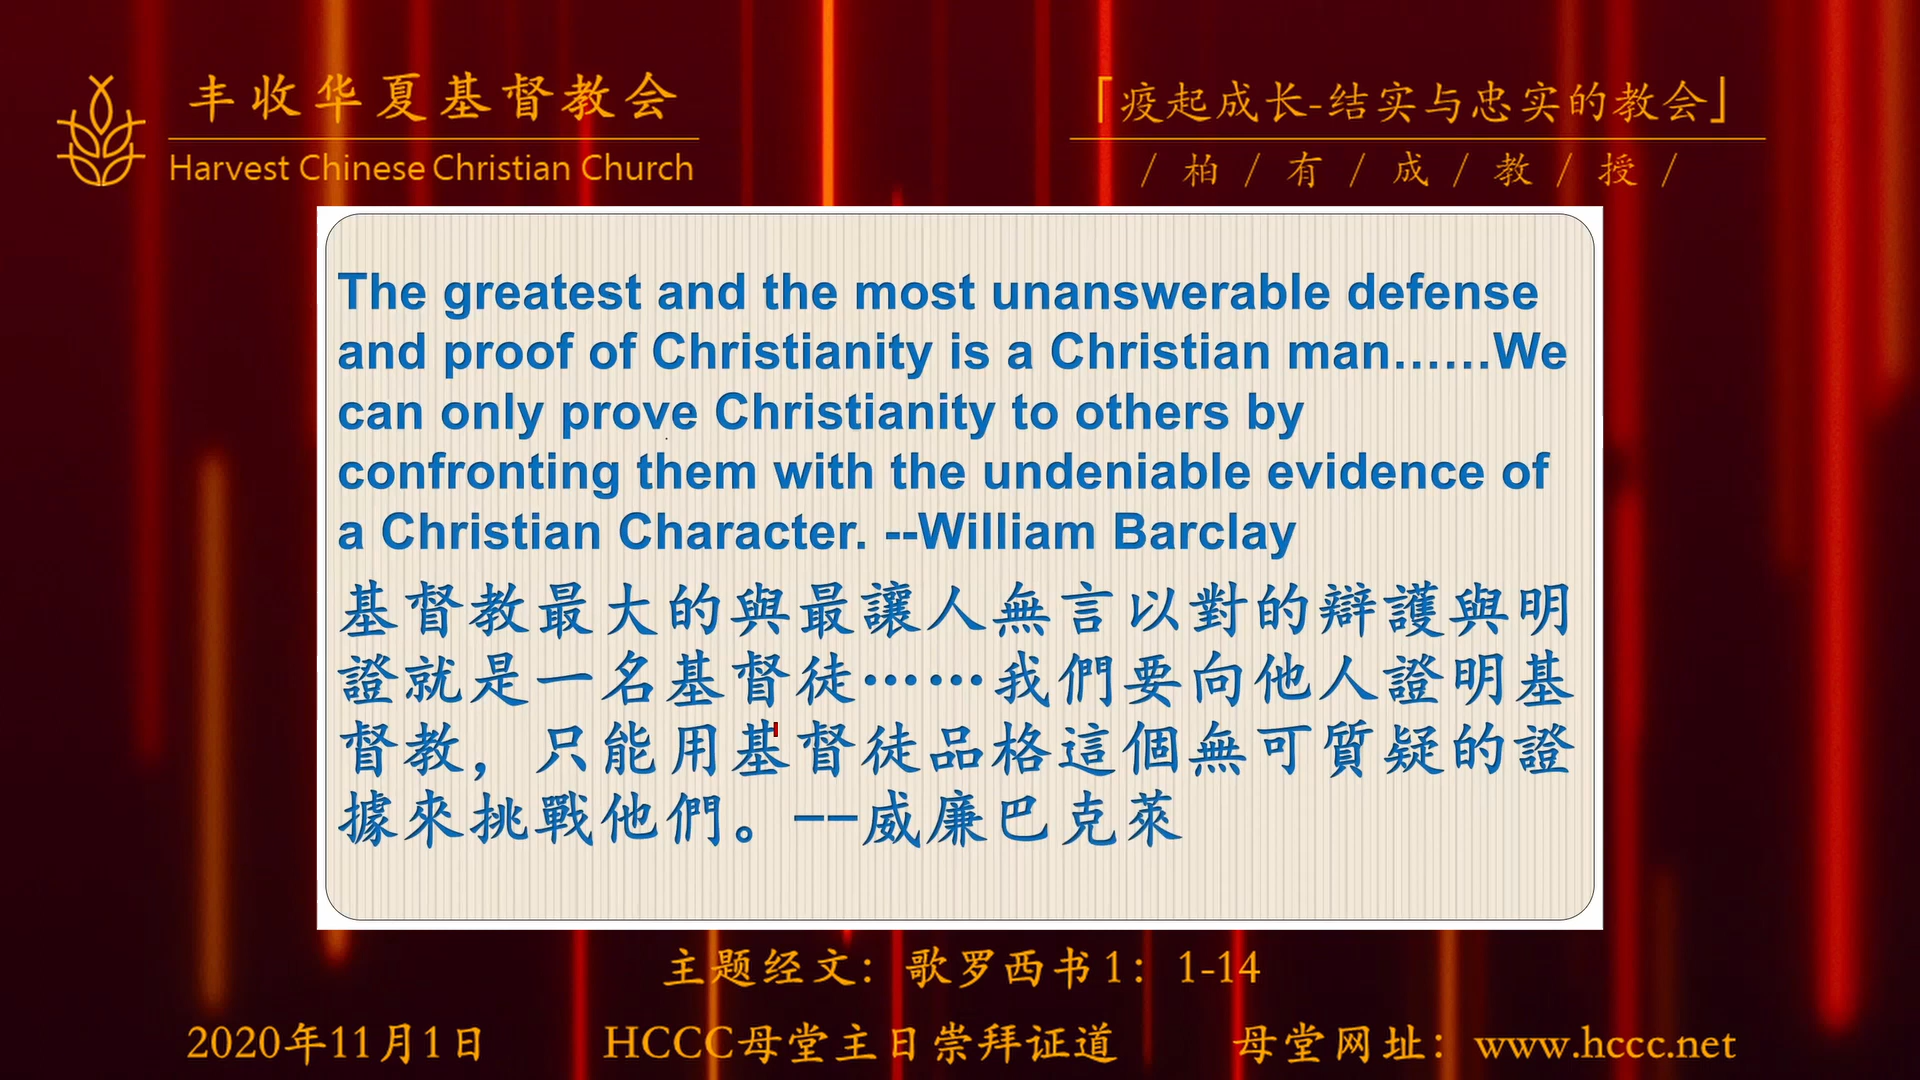 丰收华夏基督教会
Harvest Chinese Christian Church
「疫起成长-结实与忠实的教会」
/ 柏 / 有 / 成 / 教 / 授 /
The greatest and the most unanswerable defense
and proof of Christianity is a Christian man……We
can only prove Christianity to others by
confronting them with the undeniable evidence of
a Christian Character. --William Barclay
基督教最大的與最讓人無言以對的辯護與明
證就是一名基督徒……我們要向他人證明基
督教，只能用基督徒品格這個無可質疑的證
據來挑戰他們。--威廉巴克萊
主题经文：歌罗西书1：1-14
2020年11月1日 HCCC母堂主日崇拜证道 母堂网址：www.hccc.net